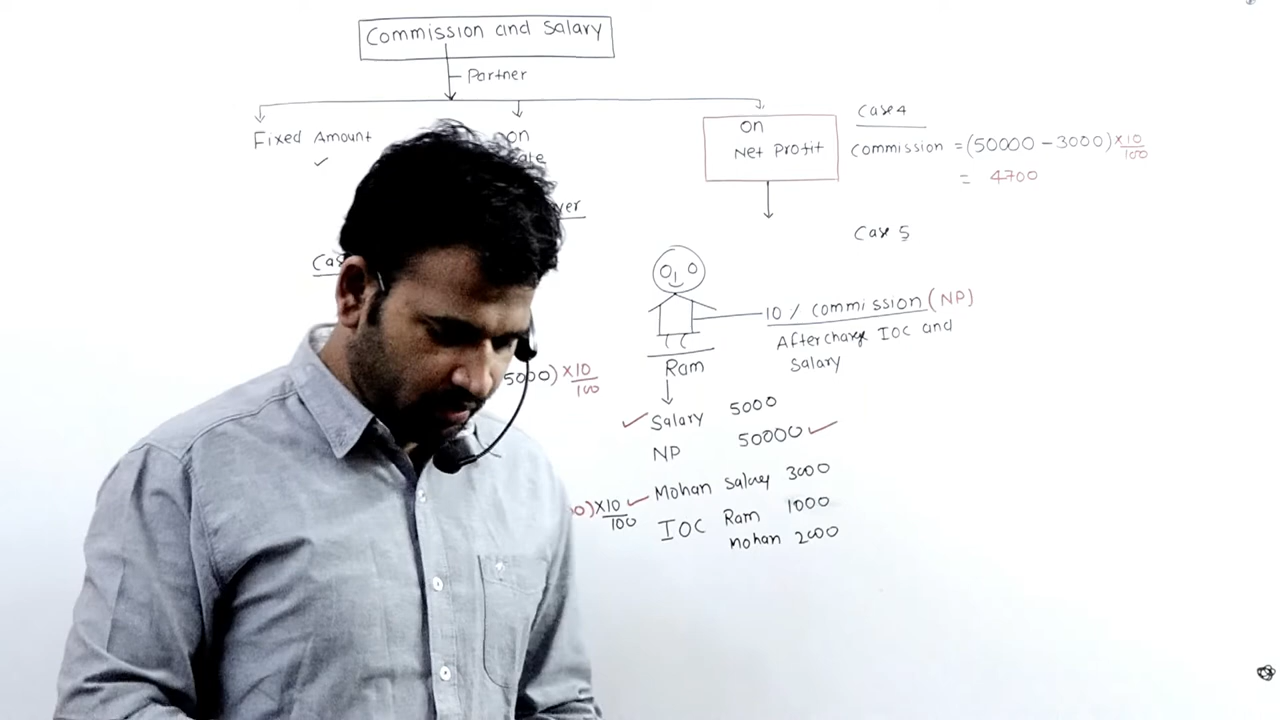 Commission and Salary
Partner
Fixed Amount
on
On
Net Profit
Case 4
Commission = (50000 - 3000) × 10/100
= 4700
Case 5
10 / commission (NP)
After charge IOC and
Salary
Ram
5000) × 10/100
Salary 5000
NP 50000
Mohan Salary 3000
0) × 10/100
IOC Ram 1000
Mohan 2000